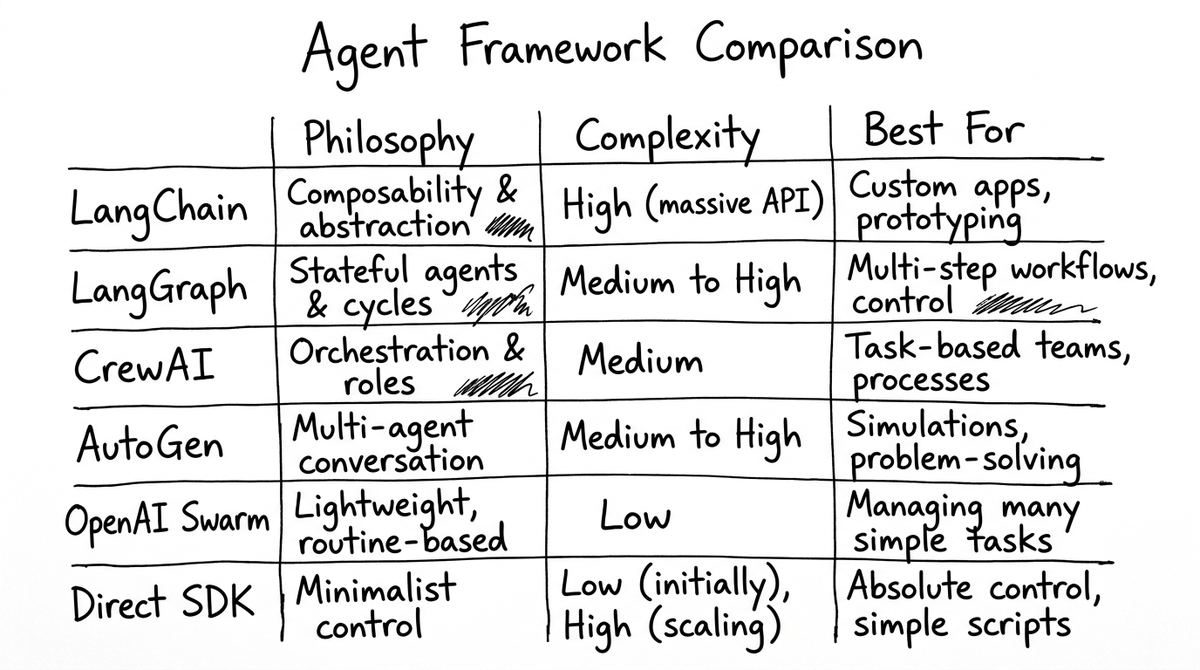 Agent Framework Comparison
Philosophy Complexity Best For
LangChain Composability & abstraction High (massive API) Custom apps, prototyping
LangGraph Stateful agents & cycles Medium to High Multi-step workflows, control
CrewAI Orchestration & roles Medium Task-based teams, processes
AutoGen Multi-agent conversation Medium to High Simulations, problem-solving
OpenAI Swarm Lightweight, routine-based Low Managing many simple tasks
Direct SDK Minimalist control Low (initially), High (scaling) Absolute control, simple scripts